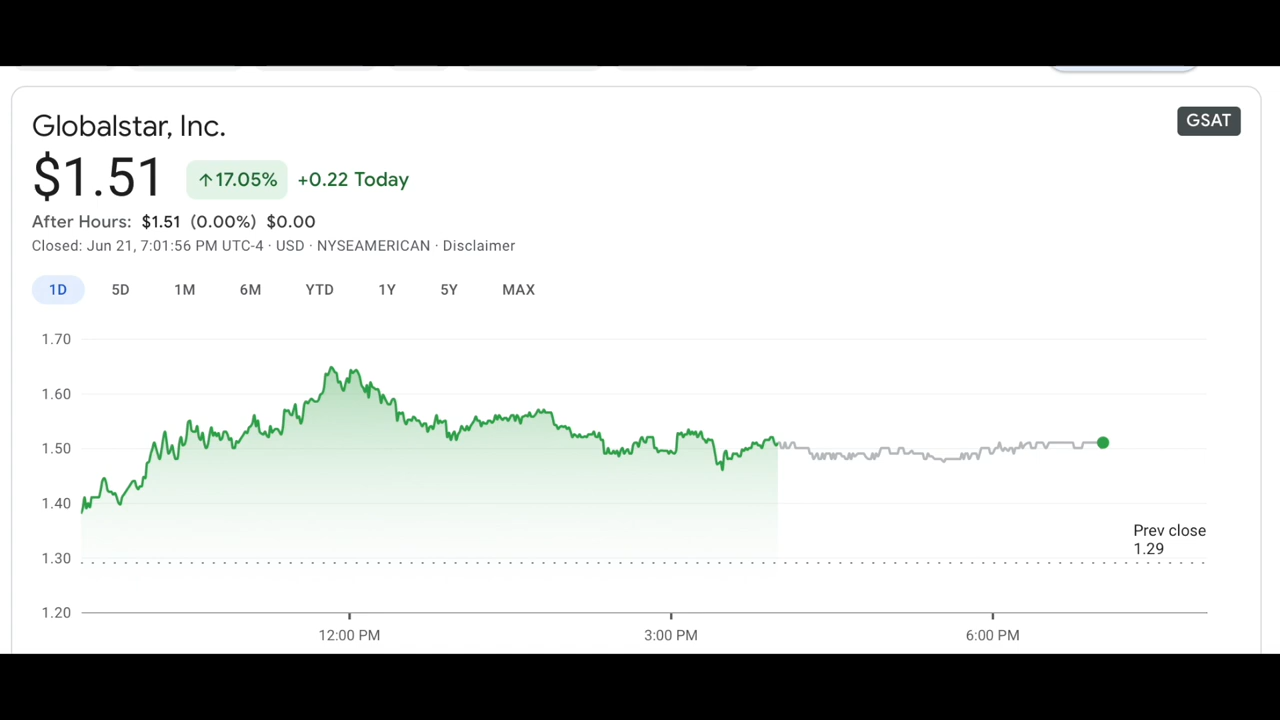 Globalstar, Inc.
GSAT
$1.51 ↑17.05% +0.22 Today
After Hours: $1.51 (0.00%) $0.00
Closed: Jun 21, 7:01:56 PM UTC-4 · USD · NYSEAMERICAN · Disclaimer
1D 5D 1M 6M YTD 1Y 5Y MAX
1.70
1.60
1.50
1.40
Prev close
1.29
1.30
1.20
12:00 PM 3:00 PM 6:00 PM